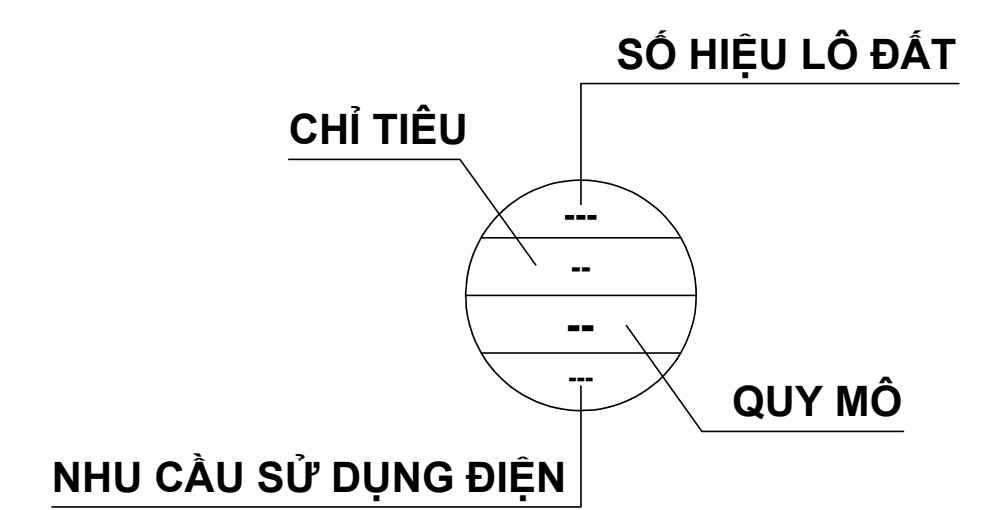 SỐ HIỆU LÔ ĐẤT
CHỈ TIÊU
---
--
--
---
QUY MÔ
NHU CẦU SỬ DỤNG ĐIỆN